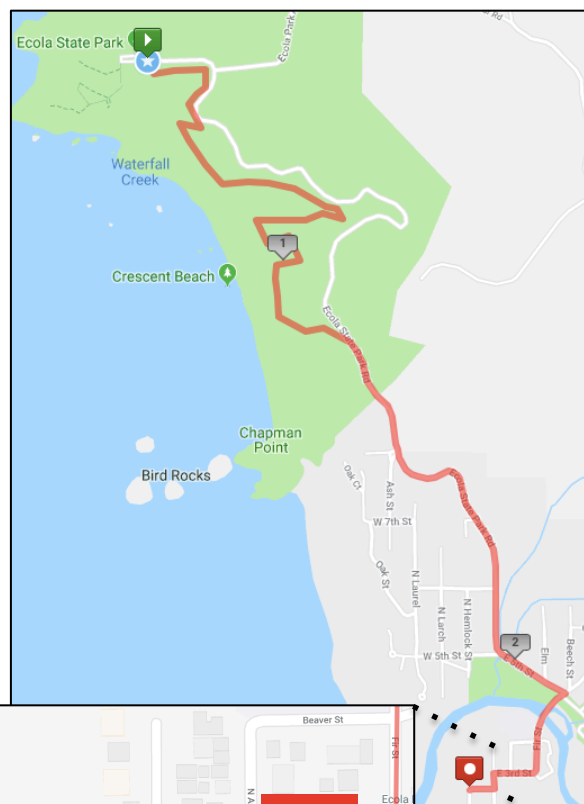 Ecola State Park
Ecola Park
Rd
Waterfall
Creek
1
Crescent Beach
Ecola State Park Rd
Chapman
Point
Bird Rocks
Oak Ct
Ash St
W 7th St
Ecola State Park Rd
Oak St
N Laurel
N Larch
N Hemlock St
2
W 5th St
E 5th St
Elm
Beech St
Fir St
E 3rd St
Beaver St
Fir St
N A
Ecola